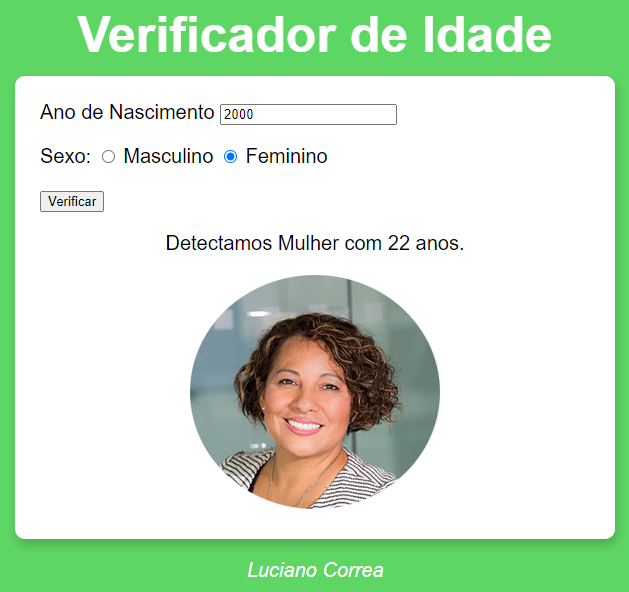 Verificador de Idade
Ano de Nascimento 2000
Sexo: Masculino Feminino
Verificar
Detectamos Mulher com 22 anos.
Luciano Correa